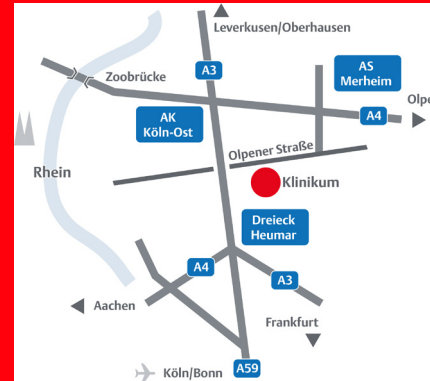 Leverkusen/Oberhausen
A3
AS
Merheim
Zoobrücke
Olpe
A4
AK
Köln-Ost
Olpener Straße
Rhein
Klinikum
Dreieck
Heumar
A4
A3
Aachen
Frankfurt
A59
Köln/Bonn